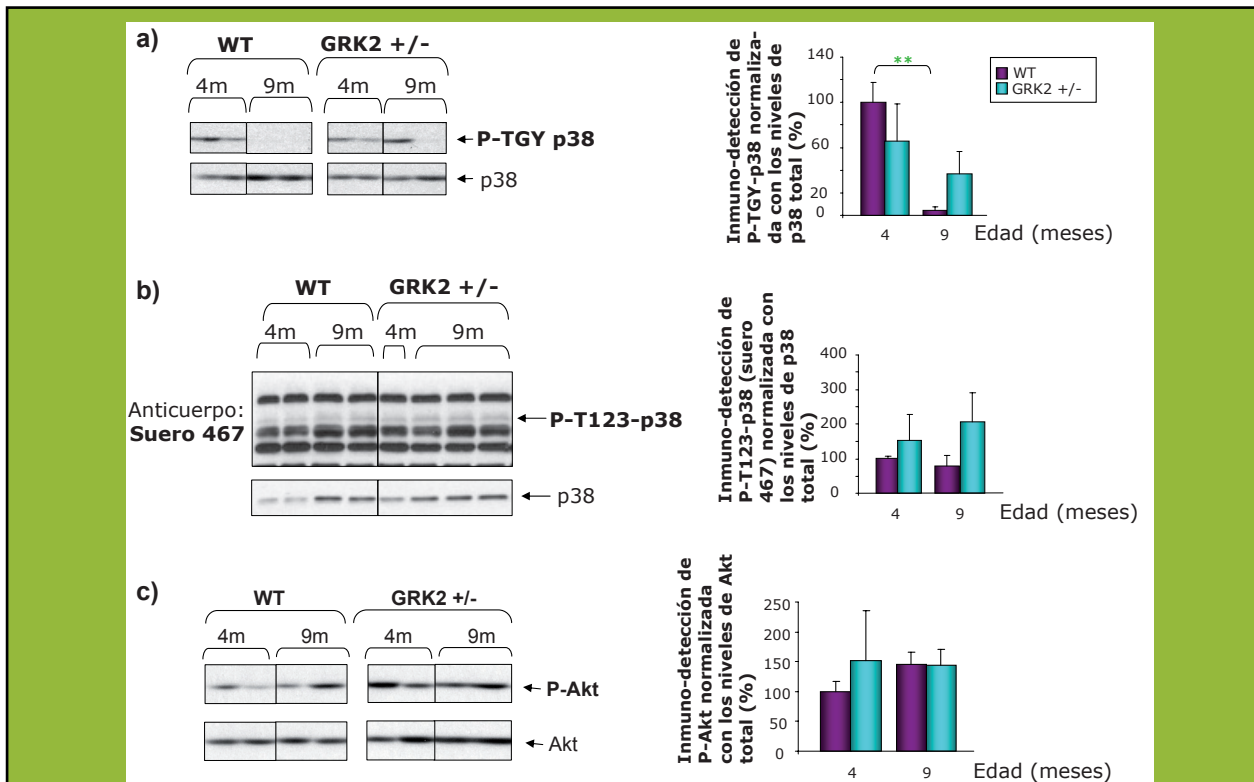 a)
WT
GRK2 +/-
4m
9m
4m
9m
P-TGY p38
p38
Inmuno-detección de
P-TGY-p38 normaliza-
da con los niveles de
p38 total (%)
140
100
60
20
0
**
WT
GRK2 +/-
4
9
Edad (meses)
b)
WT
GRK2 +/-
4m
9m
4m
9m
Anticuerpo:
Suero 467
P-T123-p38
p38
Inmuno-detección de
P-T123-p38 (suero
467) normalizada con
los niveles de p38
total (%)
400
300
200
100
0
4
9
Edad (meses)
c)
WT
GRK2 +/-
4m
9m
4m
9m
P-Akt
Akt
Inmuno-detección de
P-Akt normalizada
con los niveles de Akt
total (%)
250
200
150
100
50
0
4
9
Edad (meses)